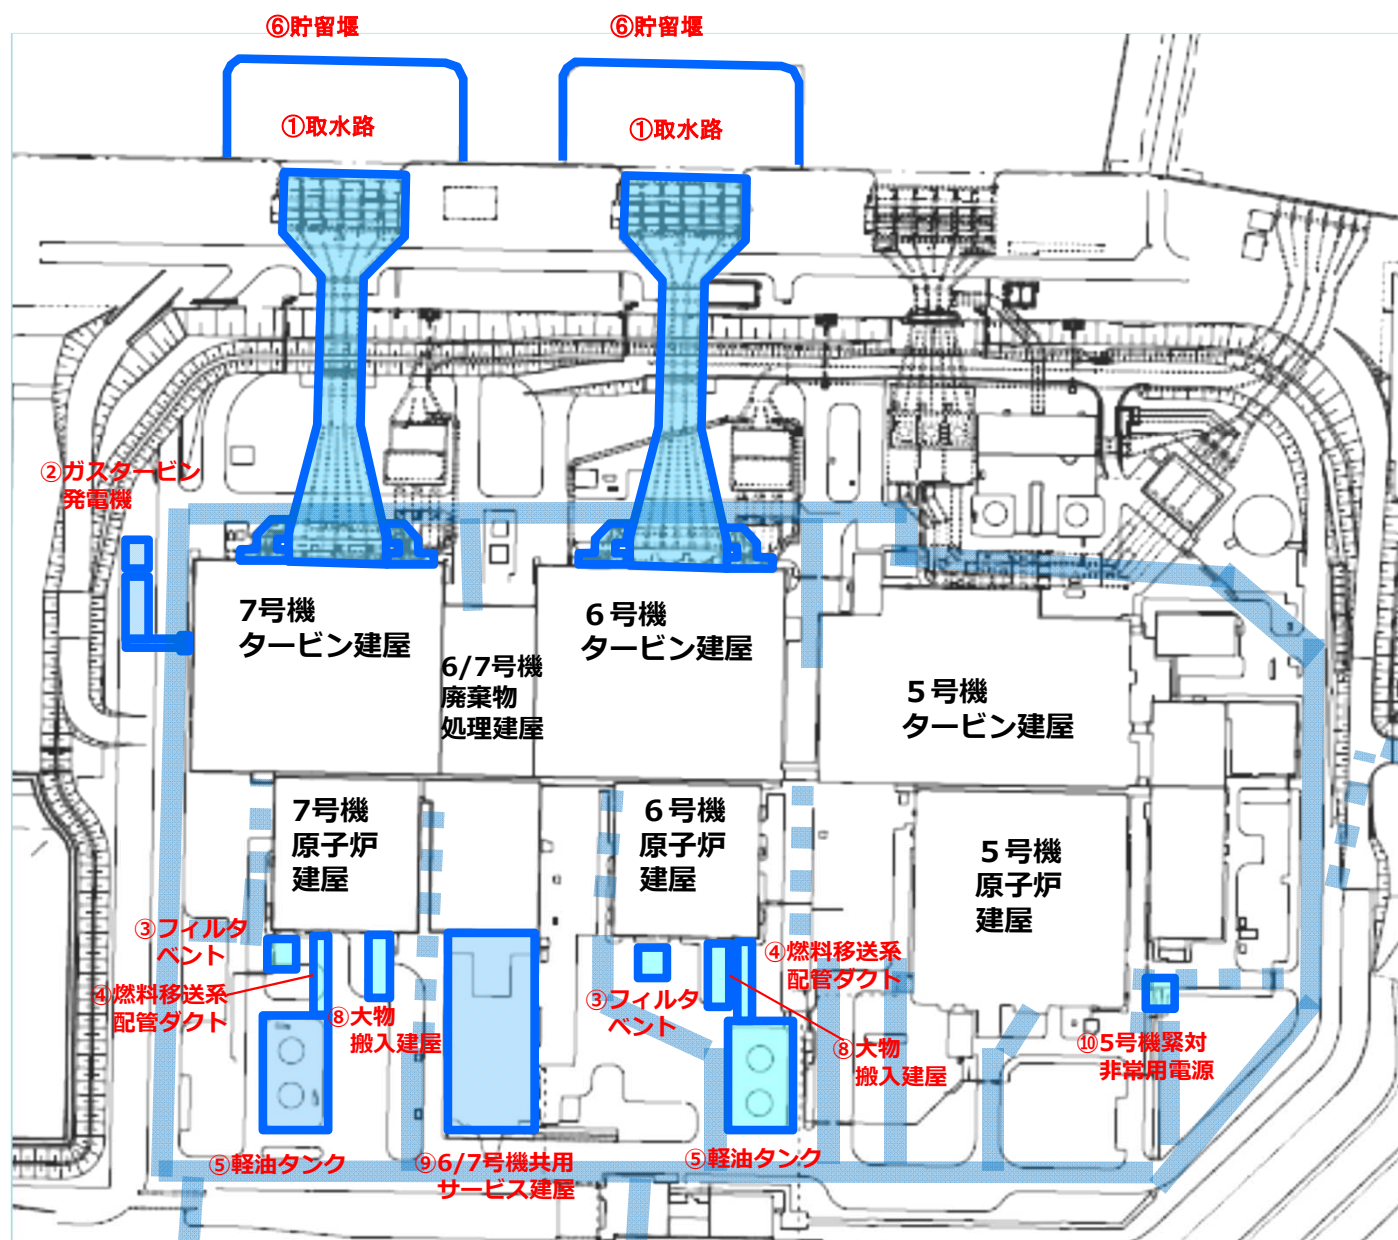 ⑥貯留堰
⑥貯留堰
①取水路
①取水路
②ガスタービン
発電機
7号機
タービン建屋
6/7号機
廃棄物
処理建屋
６号機
タービン建屋
５号機
タービン建屋
7号機
原子炉
建屋
６号機
原子炉
建屋
５号機
原子炉
建屋
③フィルタ
ベント
④燃料移送系
配管ダクト
⑧大物
搬入建屋
③フィルタ
ベント
④燃料移送系
配管ダクト
⑧大物
搬入建屋
⑩5号機緊対
非常用電源
⑤軽油タンク
⑨6/7号機共用
サービス建屋
⑤軽油タンク